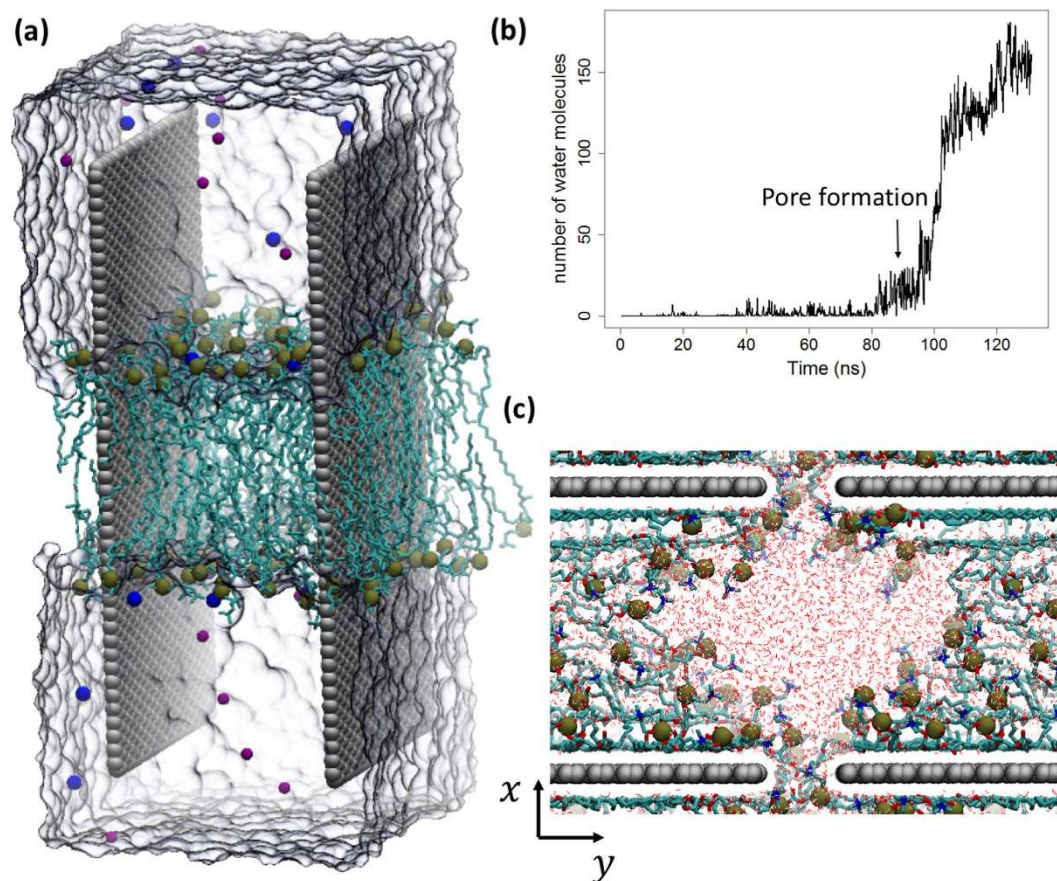 (a)
(b)
number of water molecules
150
100
50
0
Pore formation
0 20 40 60 80 100 120
Time (ns)
(c)
x
y